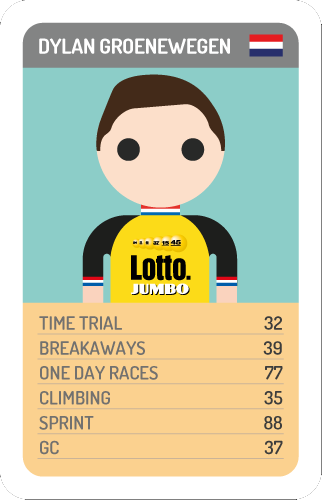 DYLAN GROENEWEGEN
Lotto.
JUMBO
TIME TRIAL 32
BREAKAWAYS 39
ONE DAY RACES 77
CLIMBING 35
SPRINT 88
GC 37